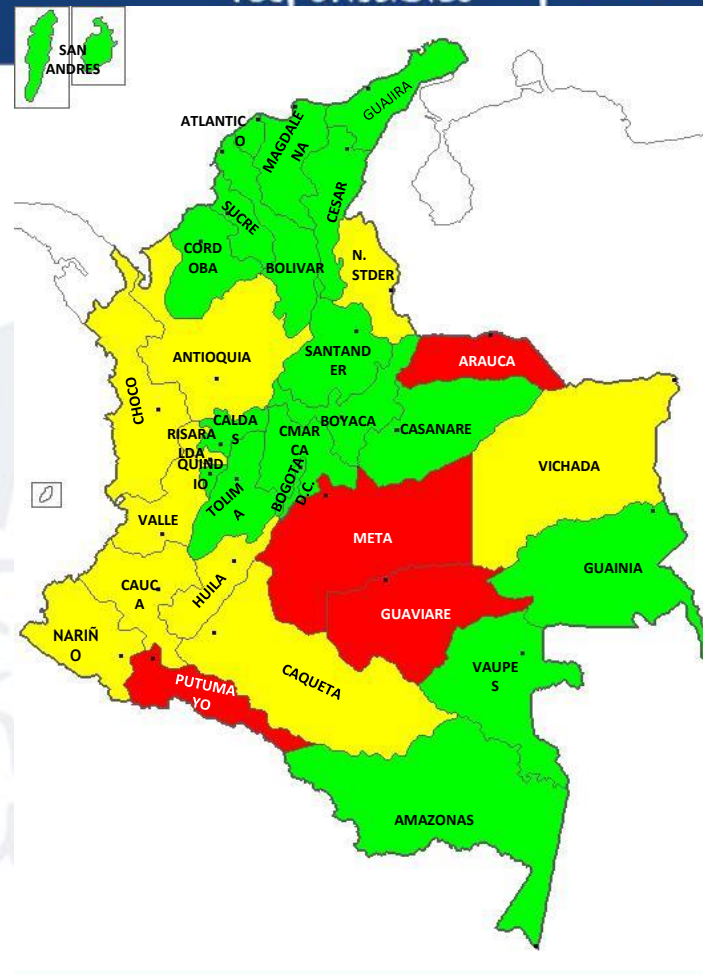 SAN
ANDRES
GUAJIRA
ATLANTIC
O
MAGDALE
NA
CESAR
SUCRE
CORD
OBA
BOLIVAR
N.
STDER
ANTIOQUIA
SANTAND
ER
ARAUCA
CHOCO
CALDA
S
BOYACA
CASANARE
RISARA
LDA
CMAR
CA
QUIND
IO
BOGOTA
D.C.
TOLIM
A
VICHADA
VALLE
META
GUAINIA
CAUC
A
HUILA
GUAVIARE
NARIÑ
O
CAQUETA
VAUPE
S
PUTUMA
YO
AMAZONAS